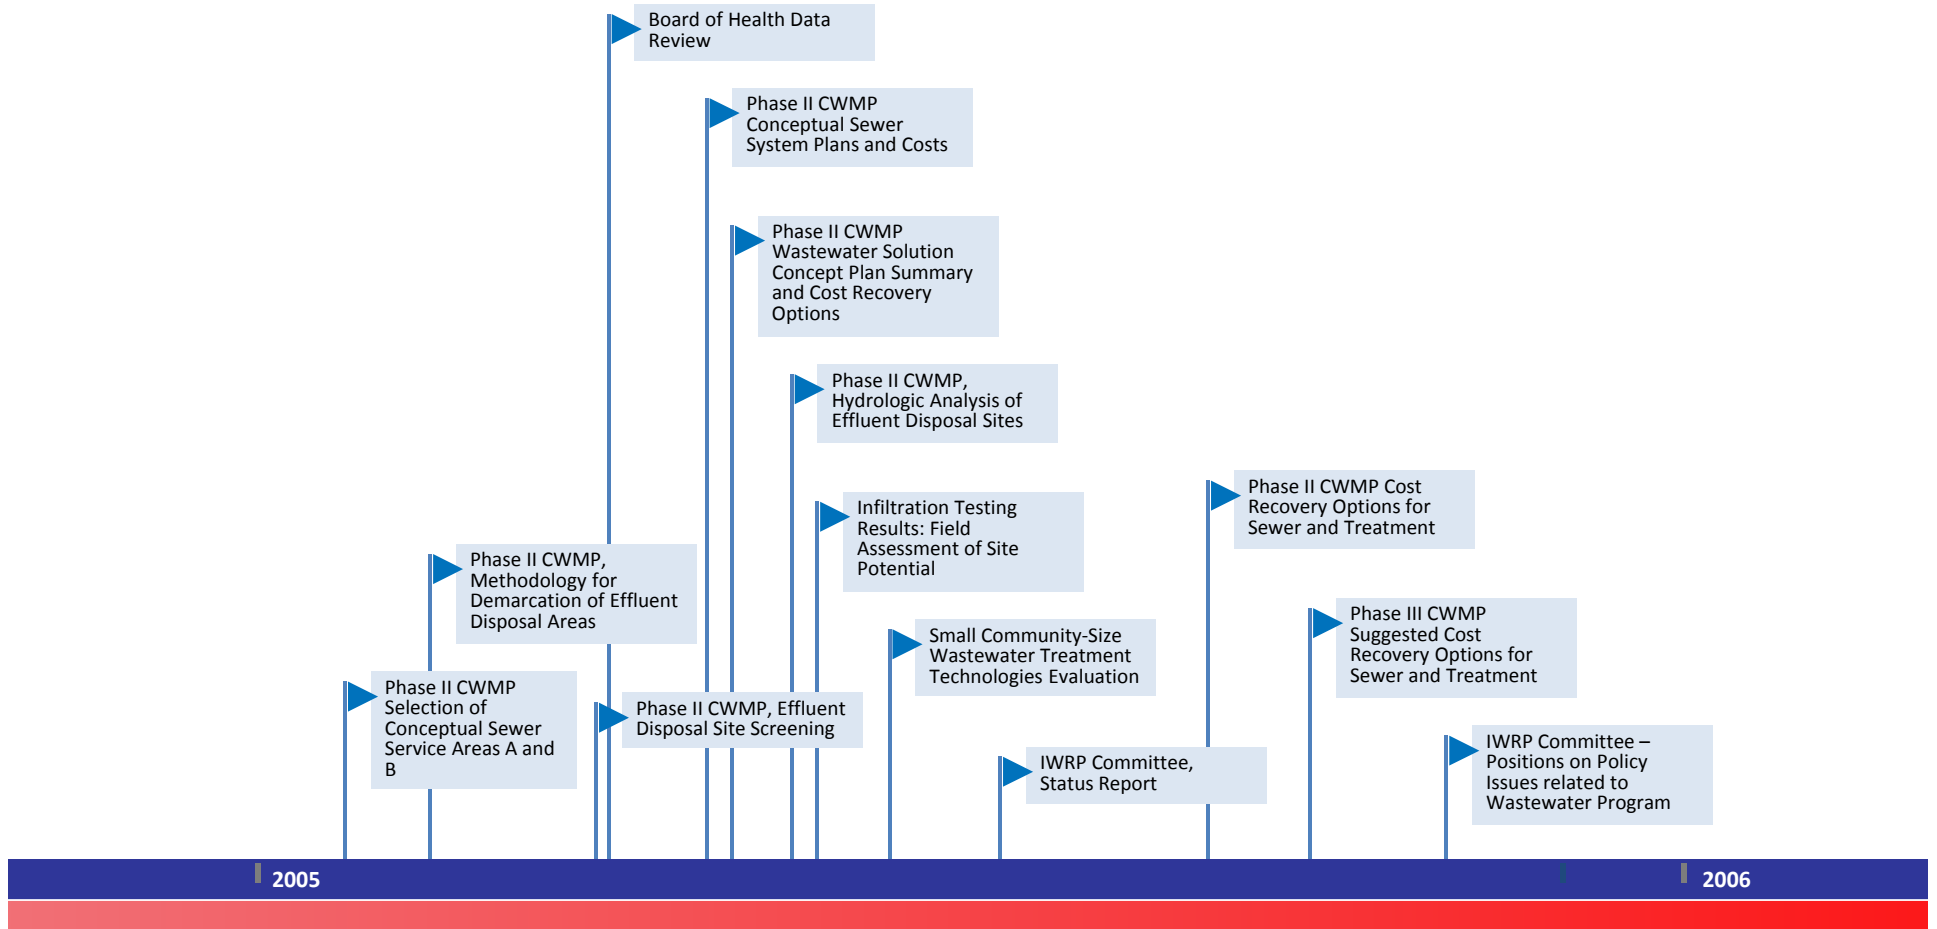 Board of Health Data
Review
Phase II CWMP
Conceptual Sewer
System Plans and Costs
Phase II CWMP
Wastewater Solution
Concept Plan Summary
and Cost Recovery
Options
Phase II CWMP,
Hydrologic Analysis of
Effluent Disposal Sites
Phase II CWMP Cost
Recovery Options for
Sewer and Treatment
Infiltration Testing
Results: Field
Assessment of Site
Potential
Phase II CWMP,
Methodology for
Demarcation of Effluent
Disposal Areas
Phase III CWMP
Suggested Cost
Recovery Options for
Sewer and Treatment
Small Community-Size
Wastewater Treatment
Technologies Evaluation
Phase II CWMP
Selection of
Conceptual Sewer
Service Areas A and
B
Phase II CWMP, Effluent
Disposal Site Screening
IWRP Committee –
Positions on Policy
Issues related to
Wastewater Program
IWRP Committee,
Status Report
2005
2006